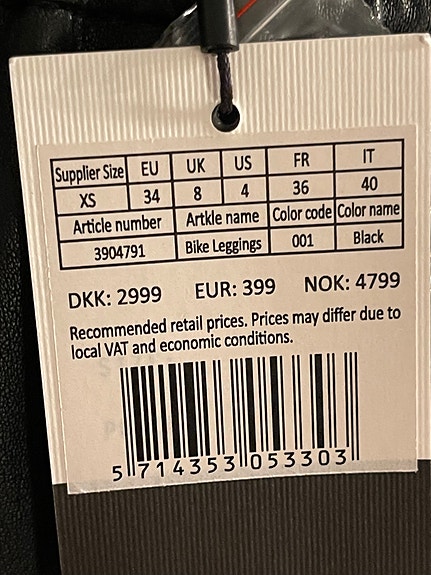 Supplier Size EU UK US FR IT
XS 34 8 4 36 40
Article number Artkle name Color code Color name
3904791 Bike Leggings 001 Black
DKK: 2999 EUR: 399 NOK: 4799
Recommended retail prices. Prices may differ due to
local VAT and economic conditions.
5 714353 053303